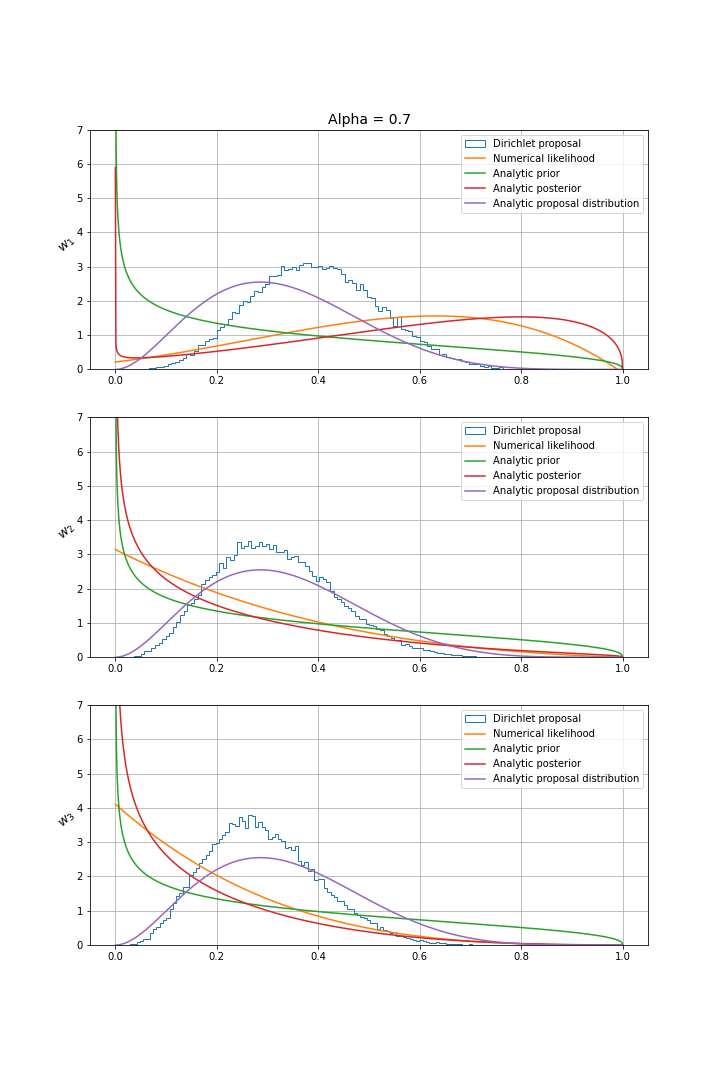 Alpha = 0.7
7
6
5
4
3
2
1
0
w1
Dirichlet proposal
Numerical likelihood
Analytic prior
Analytic posterior
Analytic proposal distribution
0.0 0.2 0.4 0.6 0.8 1.0
7
6
5
4
3
2
1
0
w2
Dirichlet proposal
Numerical likelihood
Analytic prior
Analytic posterior
Analytic proposal distribution
0.0 0.2 0.4 0.6 0.8 1.0
7
6
5
4
3
2
1
0
w3
Dirichlet proposal
Numerical likelihood
Analytic prior
Analytic posterior
Analytic proposal distribution
0.0 0.2 0.4 0.6 0.8 1.0